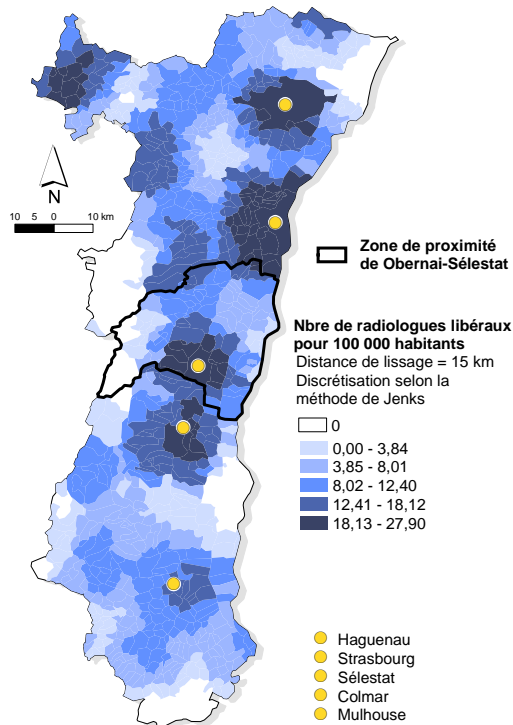 N
10 5 0 10 km
Zone de proximité
de Obernai-Sélestat
Nbre de radiologues libéraux
pour 100 000 habitants
Distance de lissage = 15 km
Discrétisation selon la
méthode de Jenks
0
0,00 - 3,84
3,85 - 8,01
8,02 - 12,40
12,41 - 18,12
18,13 - 27,90
Haguenau
Strasbourg
Sélestat
Colmar
Mulhouse